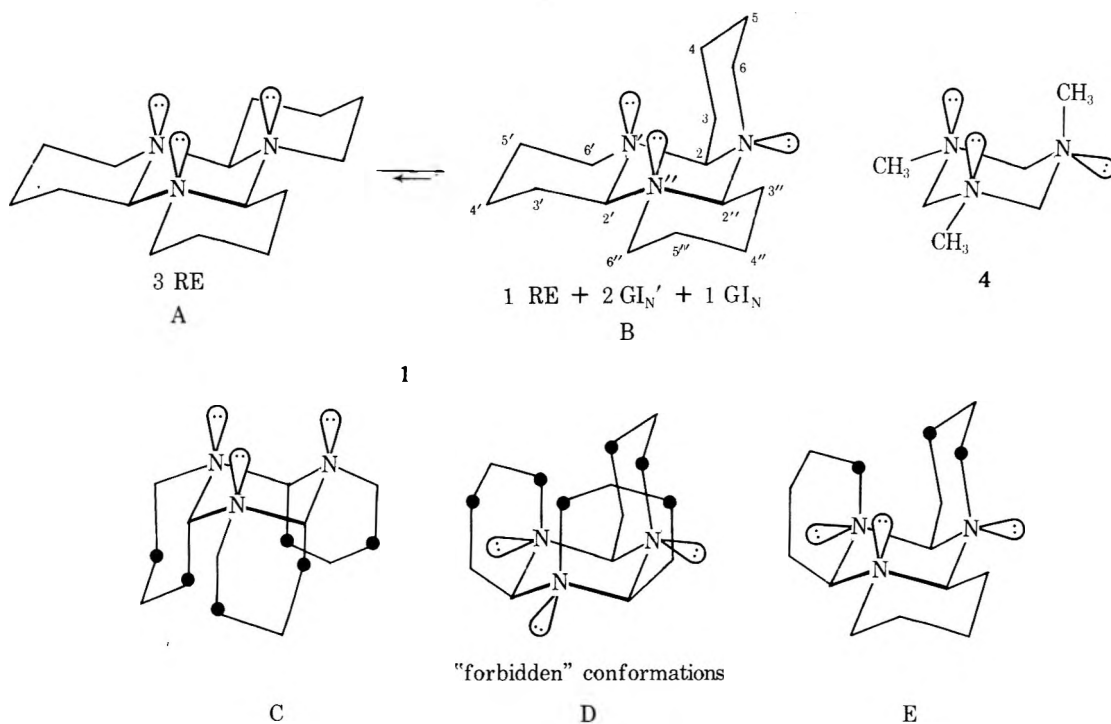 5
4
6
3
2
N N N
5' 6' N' N
4' 3' 2' N" 3"
2"
6" 5" 4"
N CH₃
N
CH₃ N
CH₃
3 RE
A
1 RE + 2 GI_N' + 1 GI_N
B
4
1
N N N
N N N
N N N
"forbidden" conformations
C
D
E